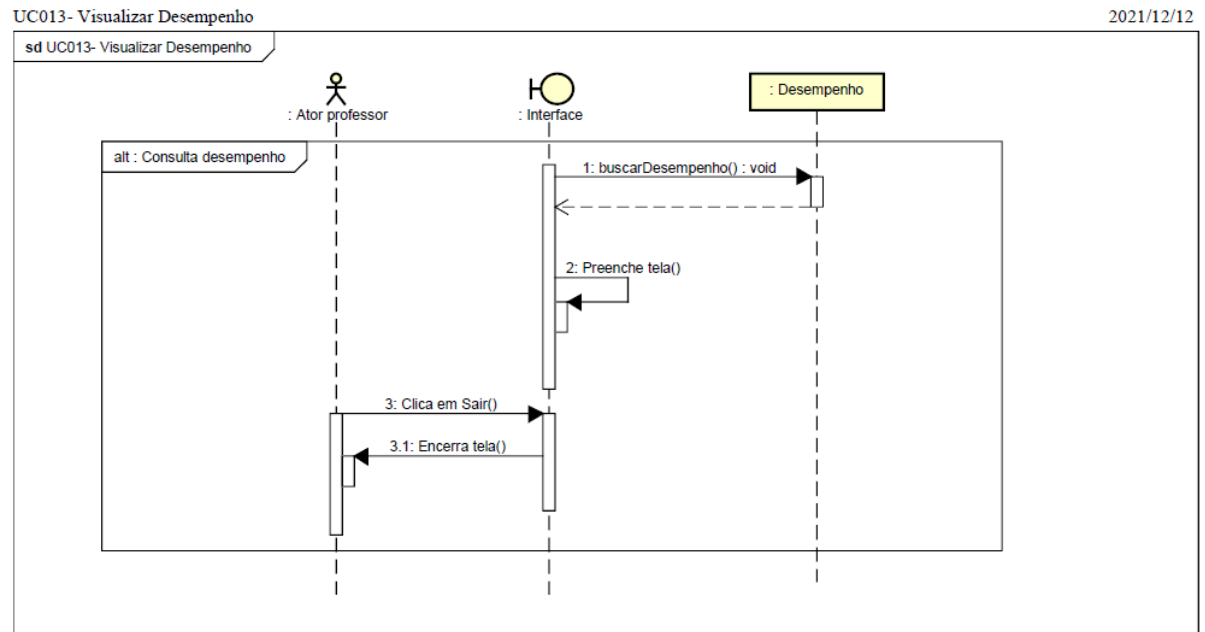 UC013- Visualizar Desempenho
2021/12/12
sd UC013- Visualizar Desempenho
: Ator professor
: Interface
: Desempenho
alt : Consulta desempenho
1: buscarDesempenho() : void
2: Preenche tela()
3: Clica em Sair()
3.1: Encerra tela()